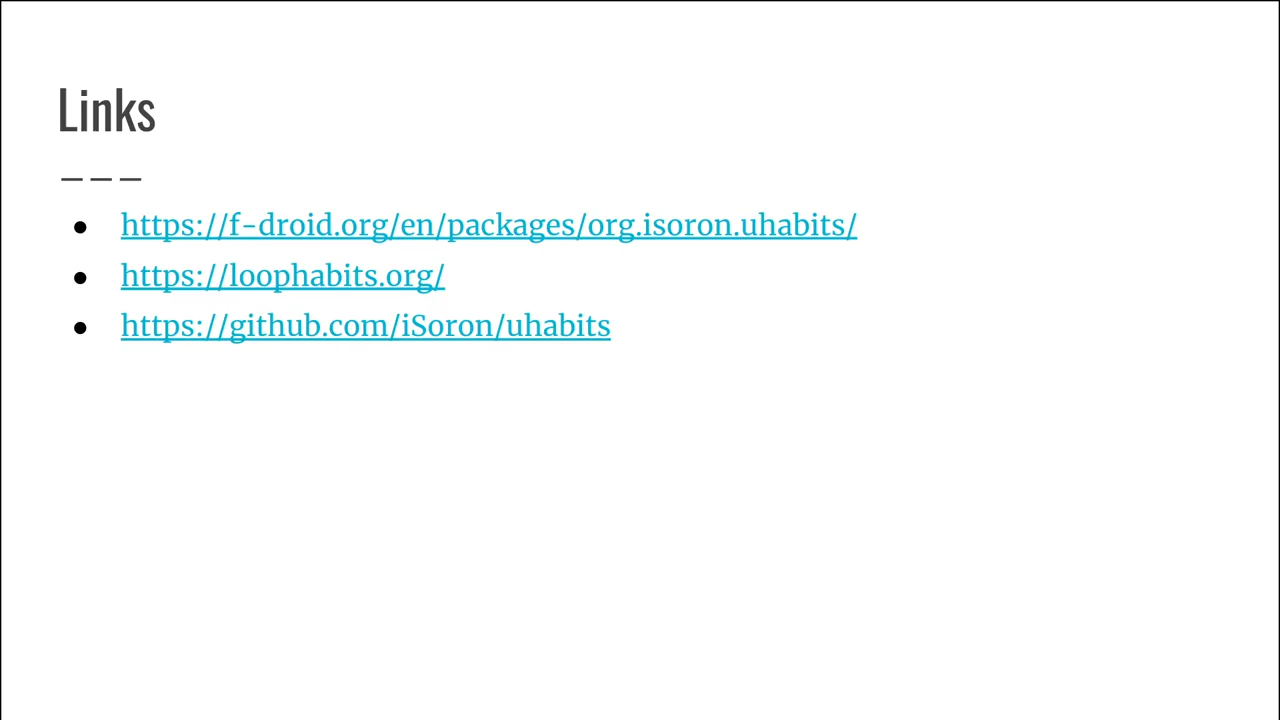 Links
● https://f-droid.org/en/packages/org.isoron.uhabits/
● https://loophabits.org/
● https://github.com/iSoron/uhabits